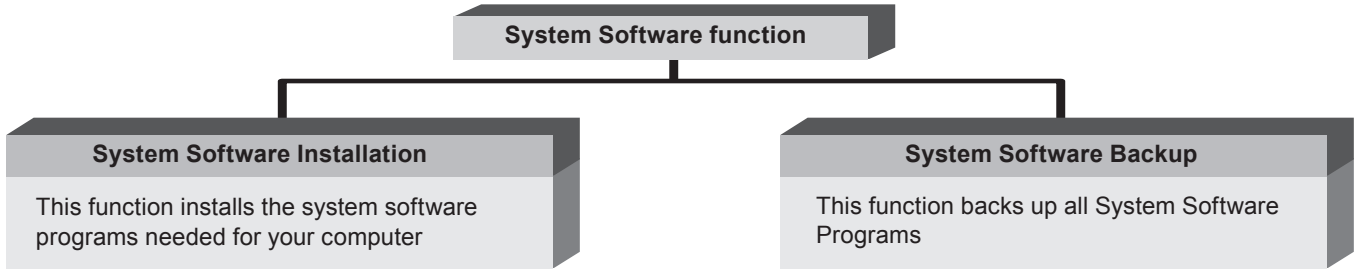 System Software function
System Software Installation
This function installs the system software
programs needed for your computer
System Software Backup
This function backs up all System Software
Programs